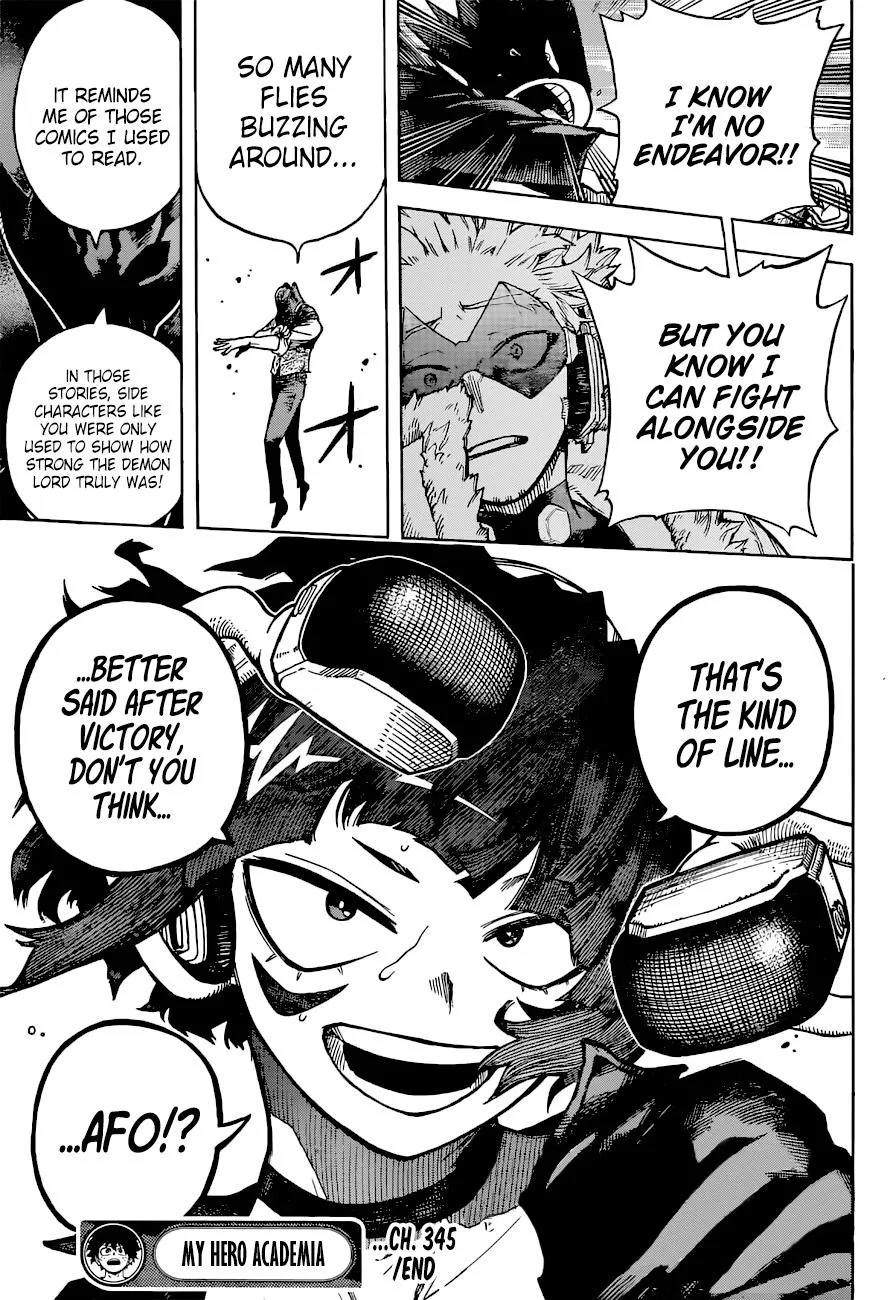 I KNOW
I'M NO
ENDEAVOR!!
BUT YOU
KNOW I
CAN FIGHT
ALONGSIDE
YOU!!
SO MANY
FLIES
BUZZING
AROUND...
IT REMINDS
ME OF THOSE
COMICS I USED
TO READ.
IN THOSE
STORIES, SIDE
CHARACTERS LIKE
YOU WERE ONLY
USED TO SHOW HOW
STRONG THE DEMON
LORD TRULY WAS!
THAT'S
THE KIND
OF LINE...
...BETTER
SAID AFTER
VICTORY,
DON'T YOU
THINK...
...AFO!?
MY HERO ACADEMIA
...CH. 345
/END